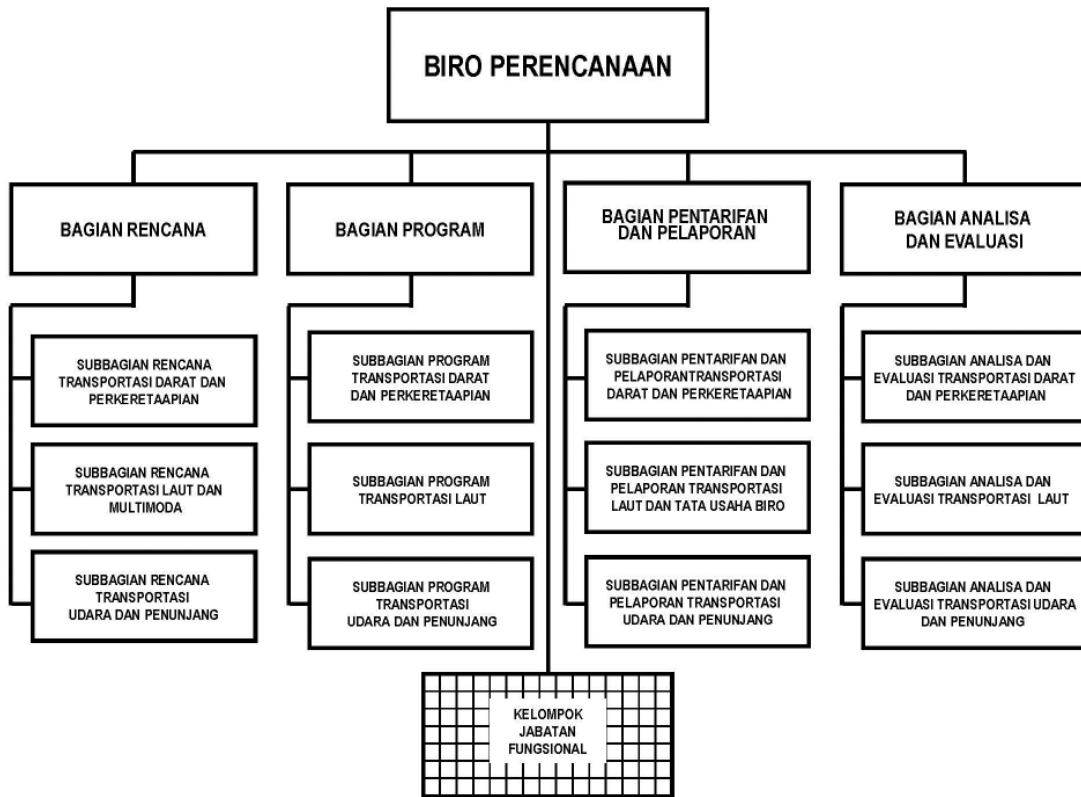 BIRO PERENCANAAN
BAGIAN RENCANA
BAGIAN PROGRAM
BAGIAN PENTARIFAN
DAN PELAPORAN
BAGIAN ANALISA
DAN EVALUASI
SUBBAGIAN RENCANA
TRANSPORTASI DARAT DAN
PERKERETAAPIAN
SUBBAGIAN PROGRAM
TRANSPORTASI DARAT
DAN PERKERETAAPIAN
SUBBAGIAN PENTARIFAN DAN
PELAPORANTRANSPORTASI
DARAT DAN PERKERETAAPIAN
SUBBAGIAN ANALISA DAN
EVALUASI TRANSPORTASI DARAT
DAN PERKERETAAPIAN
SUBBAGIAN RENCANA
TRANSPORTASI LAUT DAN
MULTIMODA
SUBBAGIAN PROGRAM
TRANSPORTASI LAUT
SUBBAGIAN PENTARIFAN DAN
PELAPORAN TRANSPORTASI
LAUT DAN TATA USAHA BIRO
SUBBAGIAN ANALISA DAN
EVALUASI TRANSPORTASI LAUT
SUBBAGIAN RENCANA
TRANSPORTASI
UDARA DAN PENUNJANG
SUBBAGIAN PROGRAM
TRANSPORTASI
UDARA DAN PENUNJANG
SUBBAGIAN PENTARIFAN DAN
PELAPORAN TRANSPORTASI
UDARA DAN PENUNJANG
SUBBAGIAN ANALISA DAN
EVALUASI TRANSPORTASI UDARA
DAN PENUNJANG
KELOMPOK
JABATAN
FUNGSIONAL